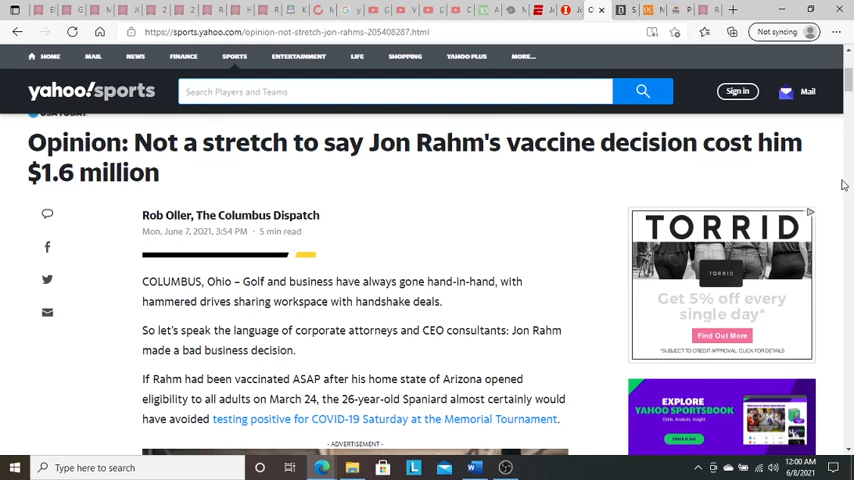 https://sports.yahoo.com/opinion-not-stretch-jon-rahms-205408287.html
Not syncing
HOME MAIL NEWS FINANCE SPORTS ENTERTAINMENT LIFE SHOPPING YAHOO PLUS MORE...
yahoo!sports
Search Players and Teams
Sign in
Mail
USA TODAY
Opinion: Not a stretch to say Jon Rahm's vaccine decision cost him
$1.6 million
Rob Oller, The Columbus Dispatch
Mon, June 7, 2021, 3:54 PM · 5 min read
COLUMBUS, Ohio – Golf and business have always gone hand-in-hand, with
hammered drives sharing workspace with handshake deals.
So let's speak the language of corporate attorneys and CEO consultants: Jon Rahm
made a bad business decision.
If Rahm had been vaccinated ASAP after his home state of Arizona opened
eligibility to all adults on March 24, the 26-year-old Spaniard almost certainly would
have avoided testing positive for COVID-19 Saturday at the Memorial Tournament.
- ADVERTISEMENT -
TORRID
TORRID
Get 5% off every
single day*
Find Out More
*SUBJECT TO CREDIT APPROVAL, CLICK FOR DETAILS
EXPLORE
YAHOO SPORTSBOOK
Odds. Analysis. Insight.
Check it out
Type here to search
12:00 AM
6/8/2021